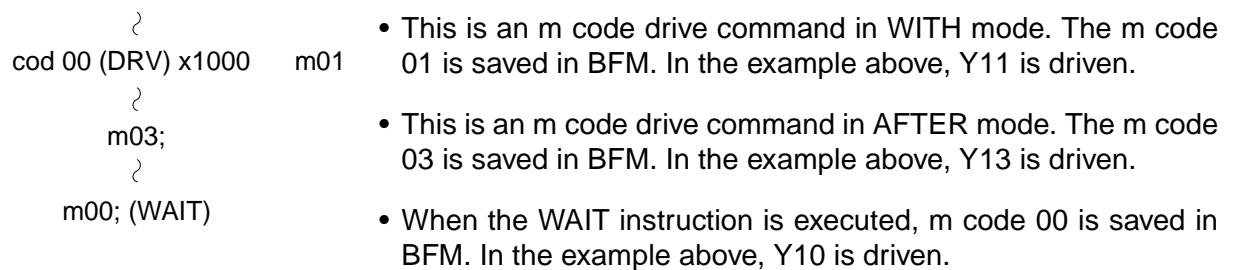 cod 00 (DRV) x1000 m01
m03;
m00; (WAIT)
• This is an m code drive command in WITH mode. The m code
01 is saved in BFM. In the example above, Y11 is driven.
• This is an m code drive command in AFTER mode. The m code
03 is saved in BFM. In the example above, Y13 is driven.
• When the WAIT instruction is executed, m code 00 is saved in
BFM. In the example above, Y10 is driven.